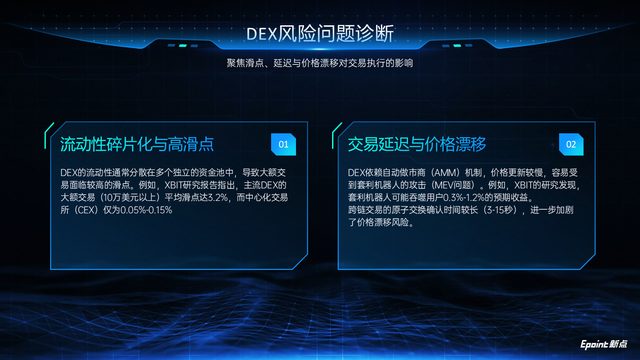 DEX风险问题诊断
聚焦滑点、延迟与价格漂移对交易执行的影响
流动性碎片化与高滑点
01
DEX的流动性通常分散在多个独立的资金池中，导致大额交
易面临较高的滑点。例如，XBIT研究报告指出，主流DEX的
大额交易（10万美元以上）平均滑点达3.2%，而中心化交易
所（CEX）仅为0.05%-0.15%
交易延迟与价格漂移
02
DEX依赖自动做市商（AMM）机制，价格更新较慢，容易受
到套利机器人的攻击（MEV问题）。例如，XBIT的研究发现，
套利机器人可能吞噬用户0.3%-1.2%的预期收益。
跨链交易的原子交换确认时间较长（3-15秒），进一步加剧
了价格漂移风险。
Epoint新点